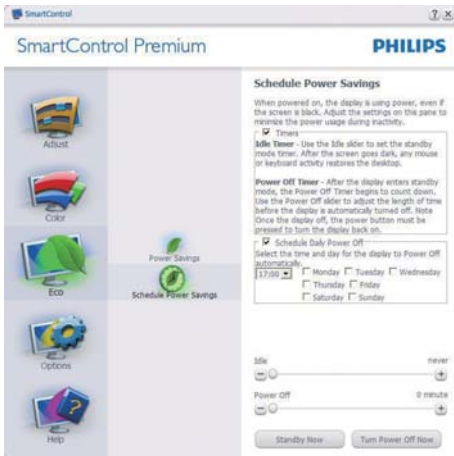 SmartControl
SmartControl Premium
PHILIPS
Adjust
Color
Eco
Options
Help
Power Savings
Schedule Power Savings
Schedule Power Savings
When powered on, the display is using power, even if
the screen is black. Adjust the settings on this pane to
minimize the power usage during inactivity.
Timers
Idle Timer - Use the Idle slider to set the standby
mode timer. After the screen goes dark, any mouse
or keyboard activity restores the desktop.
Power Off Timer - After the display enters standby
mode, the Power Off Timer begins to count down.
Use the Power Off slider to adjust the length of time
before the display is automatically turned off. Note
Once the display off, the power button must be
pressed to turn the display back on.
Schedule Daily Power Off
Select the time and day for the display to Power Off
automatically.
17:00 Monday Tuesday Wednesday
Thursday Friday
Saturday Sunday
Idle never
Power Off 0 minute
Standby Now Turn Power Off Now